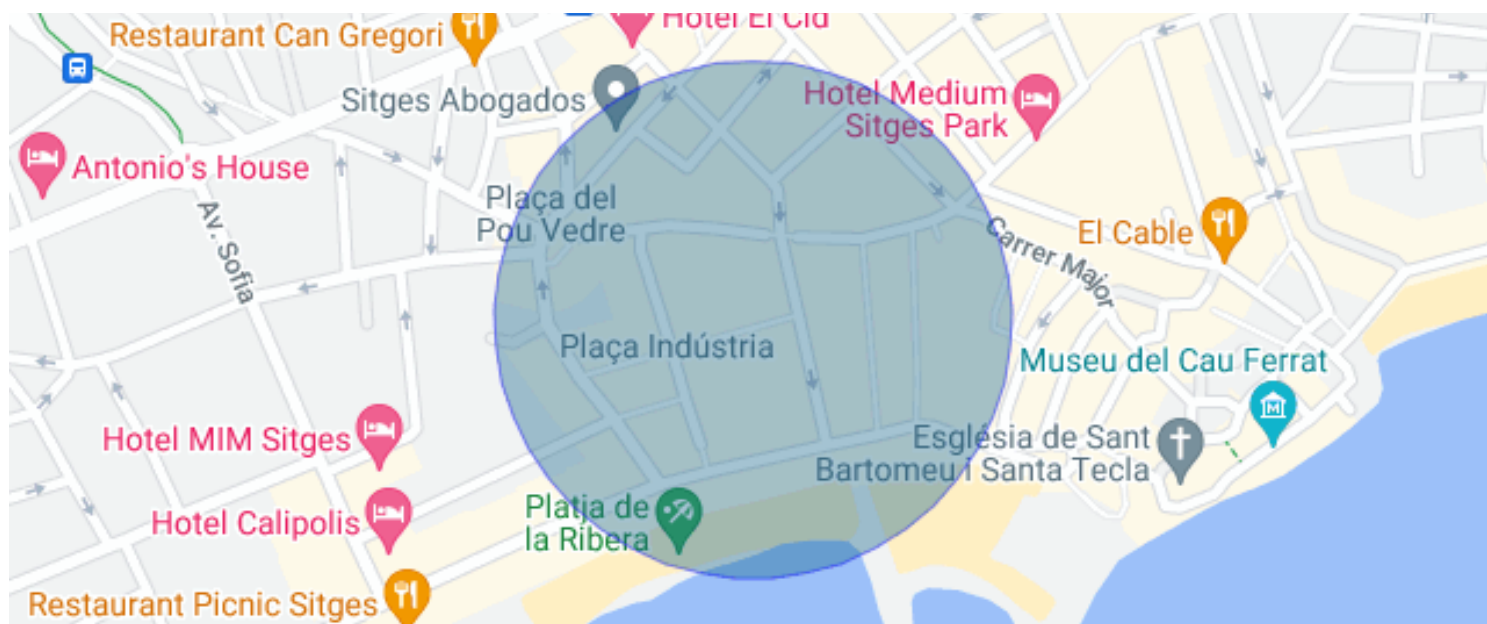 Hotel El Cid
Restaurant Can Gregori
Sitges Abogados
Hotel Medium
Sitges Park
Antonio's House
Plaça del
Pou Vedre
Av. Sofia
Carrer Major
El Cable
Plaça Indústria
Museu del Cau Ferrat
M
Hotel MIM Sitges
Església de Sant
Bartomeu i Santa Tecla
Hotel Calipolis
Platja de
la Ribera
Restaurant Picnic Sitges